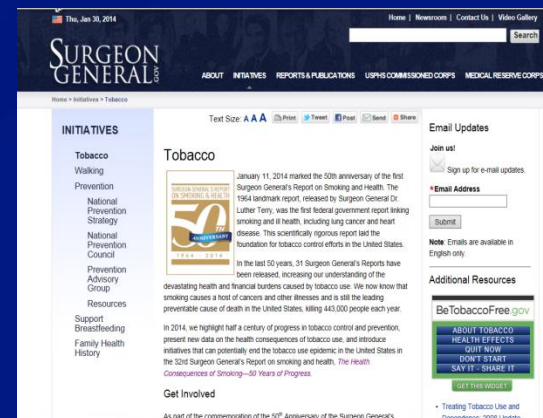 Thu, Jan 30, 2014
Home | Newsroom | Contact Us | Video Gallery
Search
SURGEON
GENERAL.GOV
ABOUT INITIATIVES REPORTS & PUBLICATIONS USPHS COMMISSIONED CORPS MEDICAL RESERVE CORPS
Home > Initiatives > Tobacco
Text Size: A A A Print Tweet Post Send Share
INITIATIVES
Tobacco
Walking
Prevention
National
Prevention
Strategy
National
Prevention
Council
Prevention
Advisory
Group
Resources
Support
Breastfeeding
Family Health
History
Tobacco
SURGEON GENERAL'S REPORT
ON SMOKING & HEALTH
50TH
ANNIVERSARY
1964 - 2014
January 11, 2014 marked the 50th anniversary of the first
Surgeon General's Report on Smoking and Health. The
1964 landmark report, released by Surgeon General Dr.
Luther Terry, was the first federal government report linking
smoking and ill health, including lung cancer and heart
disease. This scientifically rigorous report laid the
foundation for tobacco control efforts in the United States.
In the last 50 years, 31 Surgeon General's Reports have
been released, increasing our understanding of the
devastating health and financial burdens caused by tobacco use. We now know that
smoking causes a host of cancers and other illnesses and is still the leading
preventable cause of death in the United States, killing 443,000 people each year.
In 2014, we highlight half a century of progress in tobacco control and prevention,
present new data on the health consequences of tobacco use, and introduce
initiatives that can potentially end the tobacco use epidemic in the United States in
the 32nd Surgeon General's Report on smoking and health, The Health
Consequences of Smoking—50 Years of Progress.
Get Involved
As part of the commemoration of the 50th Anniversary of the Surgeon General's
Email Updates
Join us!
Sign up for e-mail updates.
*Email Address
Submit
Note: Emails are available in
English only.
Additional Resources
BeTobaccoFree.gov
ABOUT TOBACCO
HEALTH EFFECTS
QUIT NOW
DON'T START
SAY IT - SHARE IT
GET THIS WIDGET
• Treating Tobacco Use and
Dependence: 2008 Update